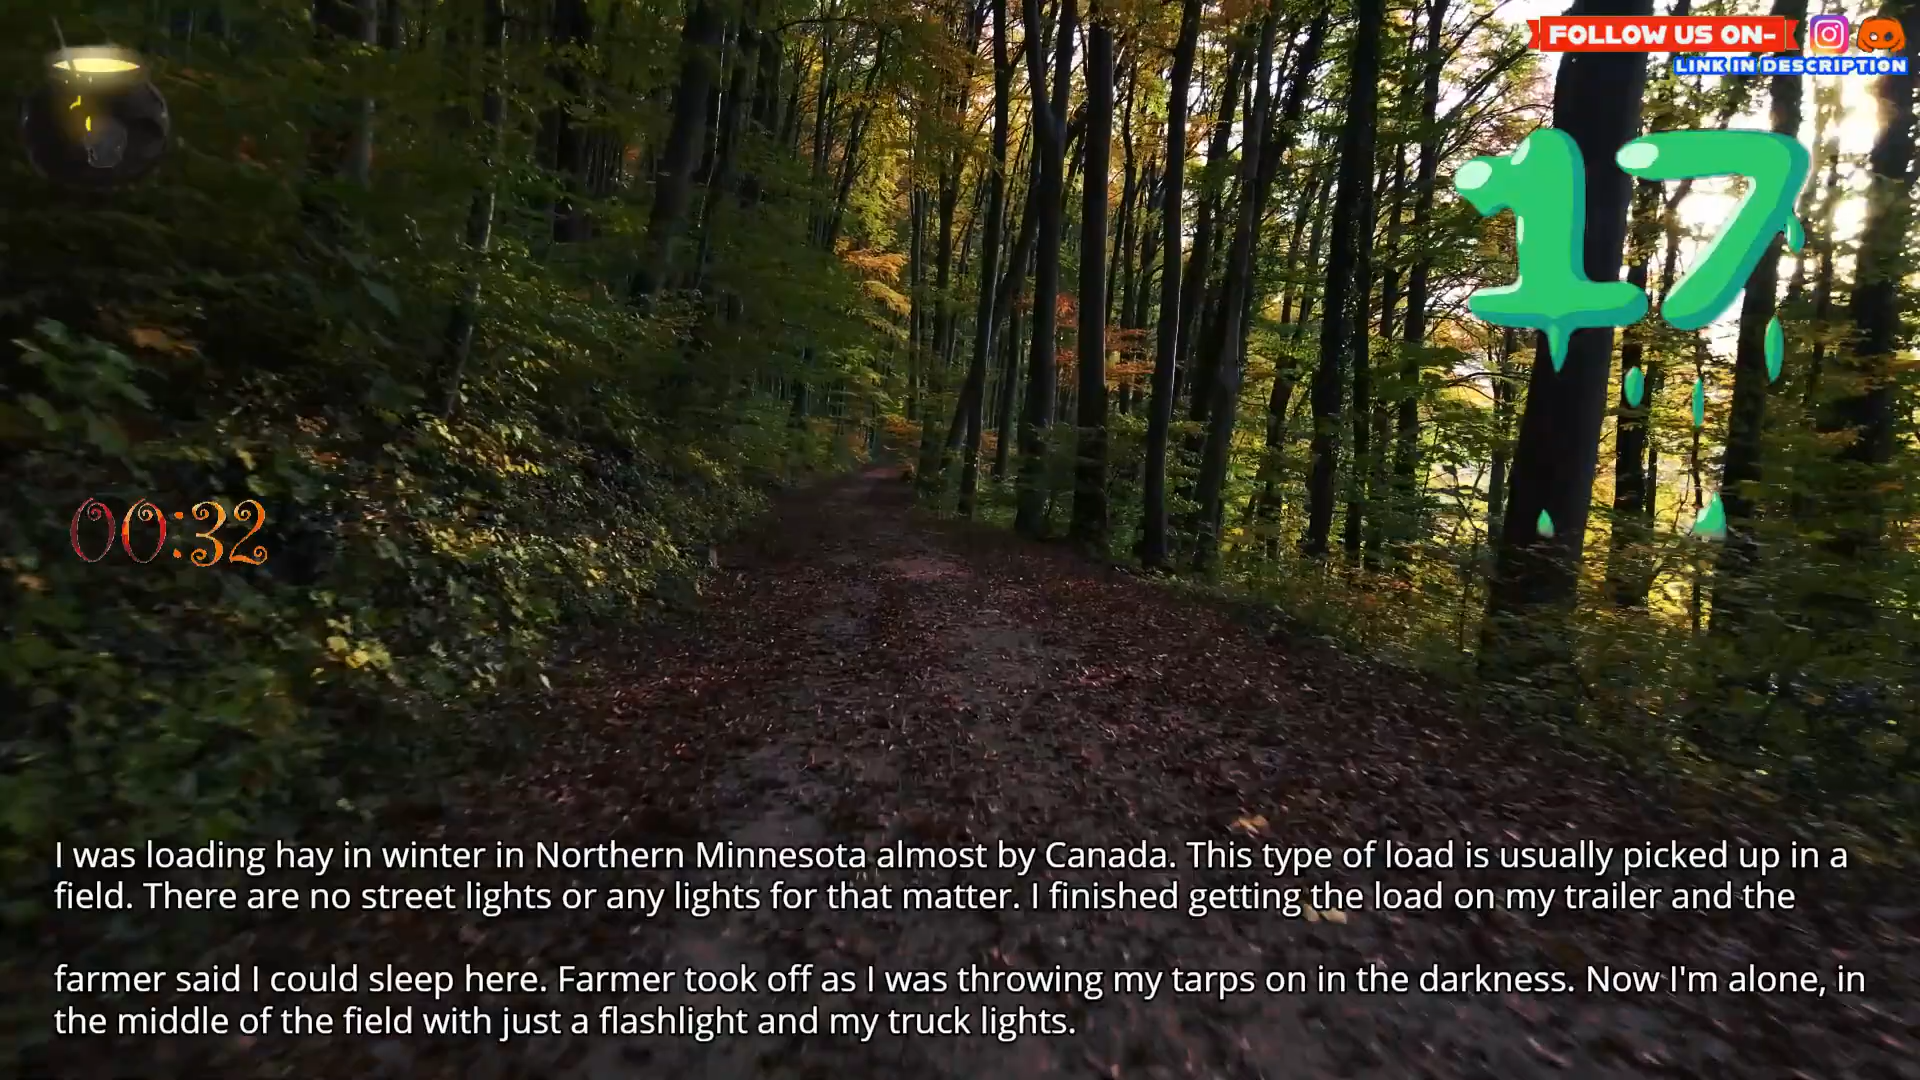 FOLLOW US ON-
LINK IN DESCRIPTION
17
00:32
I was loading hay in winter in Northern Minnesota almost by Canada. This type of load is usually picked up in a
field. There are no street lights or any lights for that matter. I finished getting the load on my trailer and the
farmer said I could sleep here. Farmer took off as I was throwing my tarps on in the darkness. Now I'm alone, in
the middle of the field with just a flashlight and my truck lights.